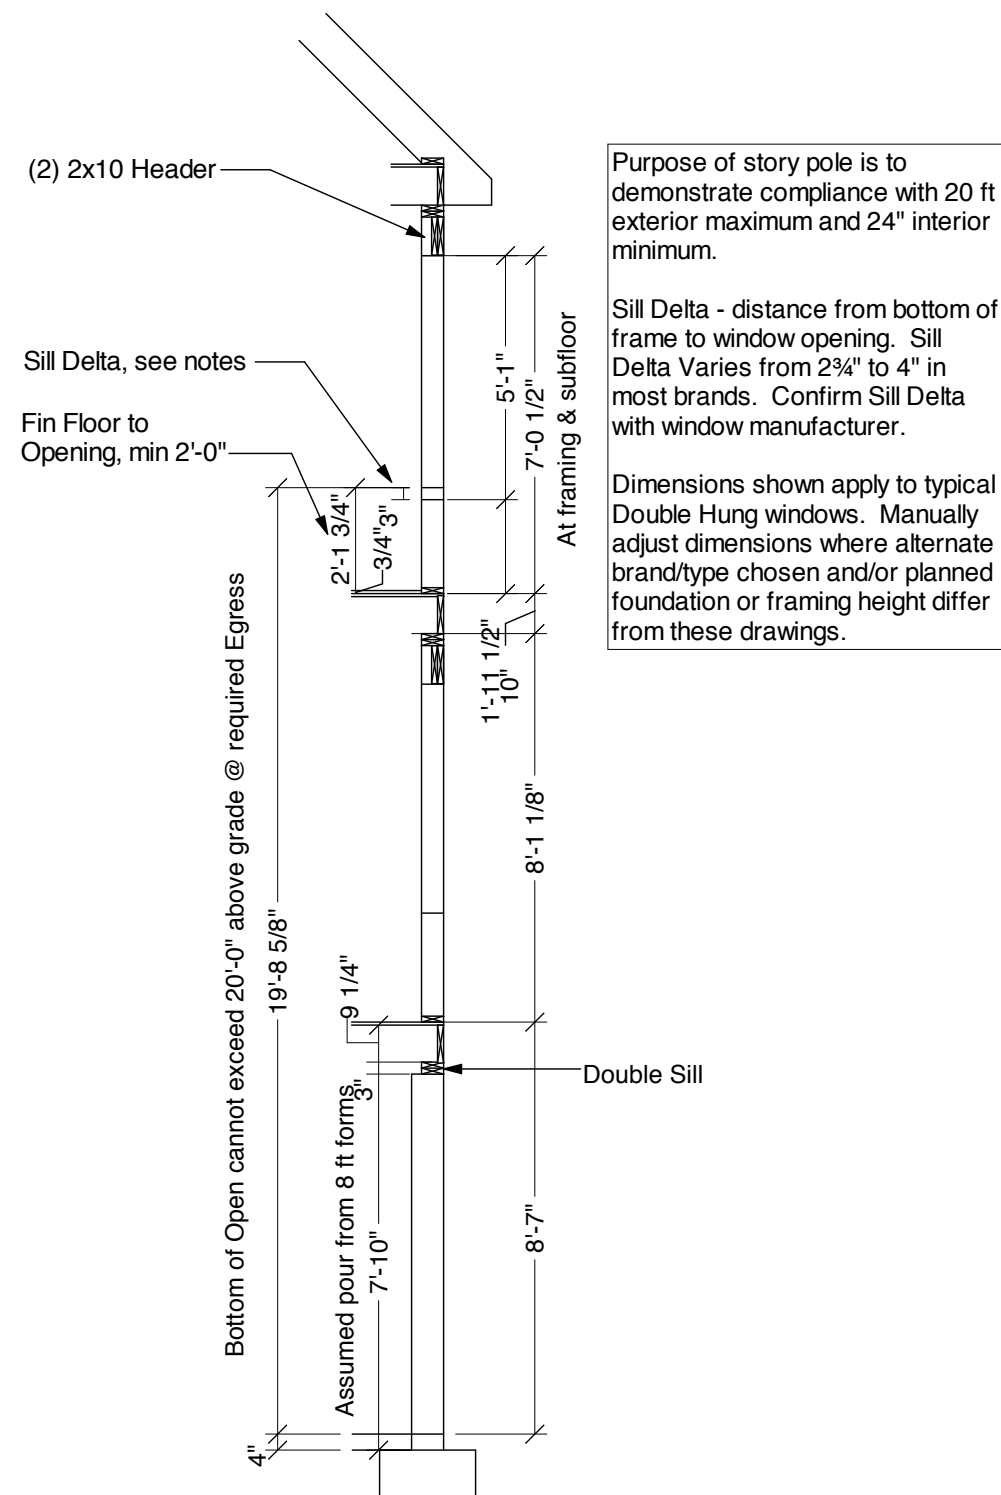 (2) 2x10 Header
Purpose of story pole is to
demonstrate compliance with 20 ft
exterior maximum and 24" interior
minimum.
Sill Delta - distance from bottom of
frame to window opening.  Sill
Delta Varies from 2¾" to 4" in
most brands.  Confirm Sill Delta
with window manufacturer.
Dimensions shown apply to typical
Double Hung windows.  Manually
adjust dimensions where alternate
brand/type chosen and/or planned
foundation or framing height differ
from these drawings.
Sill Delta, see notes
Fin Floor to
Opening, min 2'-0"
5'-1"
7'-0 1/2"
At framing & subfloor
2'-1 3/4"
3/4"
3"
1'-11 1/2"
10"
8'-1 1/8"
Bottom of Open cannot exceed 20'-0" above grade @ required Egress
19'-8 5/8"
9 1/4"
3"
Double Sill
Assumed pour from 8 ft forms
7'-10"
8'-7"
4"